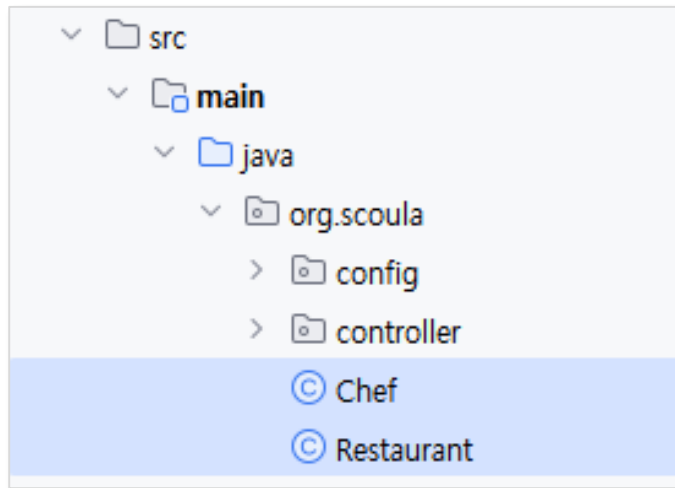 src
main
java
org.scoula
config
controller
Chef
Restaurant